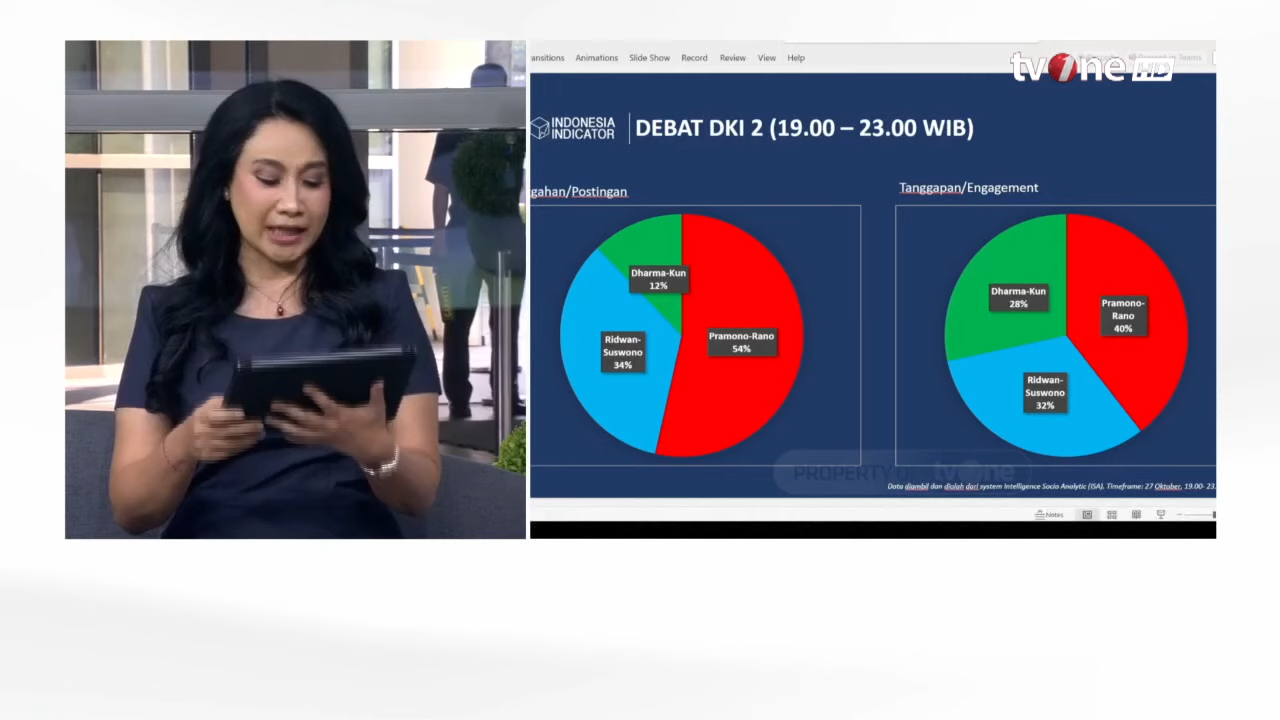 ansitions Animations Slide Show Record Review View Help
tvOne HD
INDONESIA
INDICATOR
DEBAT DKI 2 (19.00 – 23.00 WIB)
gahan/Postingan
Dharma-Kun
12%
Ridwan-
Suswono
34%
Pramono-Rano
54%
Tanggapan/Engagement
Dharma-Kun
28%
Pramono-
Rano
40%
Ridwan-
Suswono
32%
PROPERTY OF tvOne
Data diambil dan diolah dari system Intelligence Socio Analytic (ISA). Timeframe: 27 Oktober, 19.00- 23.
Notes